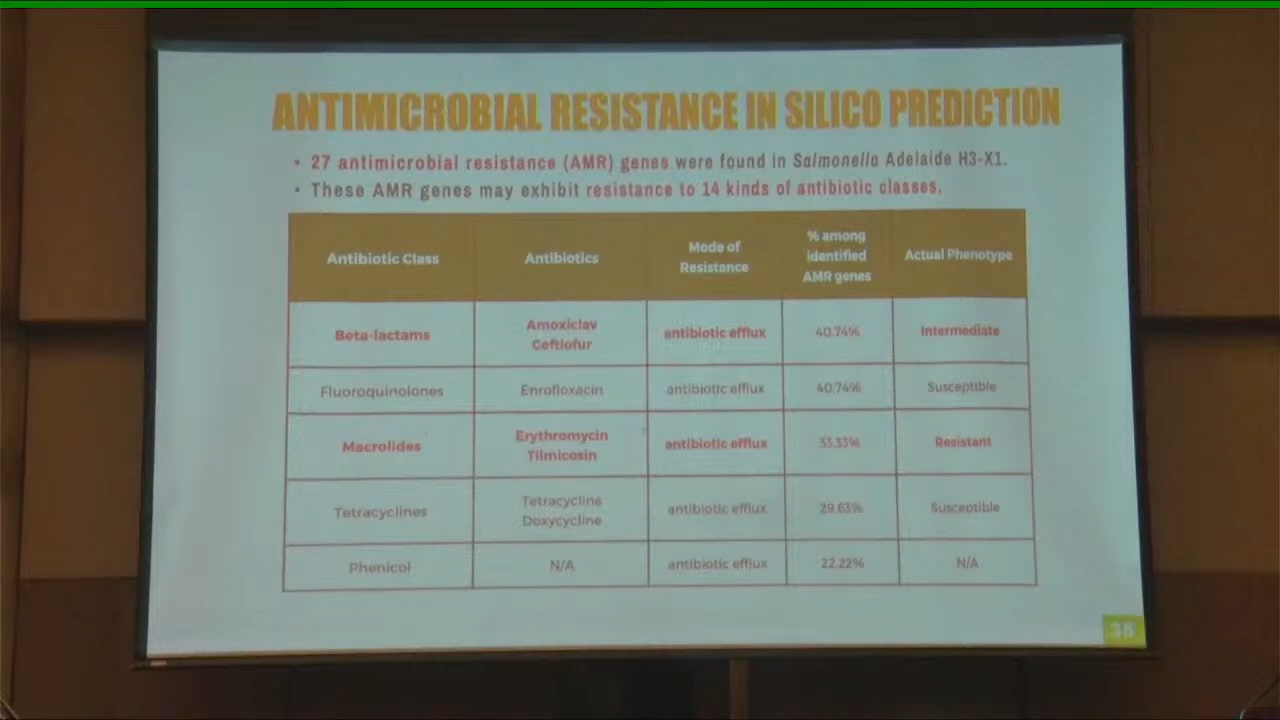 ANTIMICROBIAL RESISTANCE IN SILICO PREDICTION
• 27 antimicrobial resistance (AMR) genes were found in Salmonella Adelaide H3-X1.
• These AMR genes may exhibit resistance to 14 kinds of antibiotic classes.
Antibiotic Class
Antibiotics
Mode of
Resistance
% among
identified
AMR genes
Actual Phenotype
Beta-lactams
Amoxiclav
Ceftiofur
antibiotic efflux
40.74%
Intermediate
Fluoroquinolones
Enrofloxacin
antibiotic efflux
40.74%
Susceptible
Macrolides
Erythromycin
Tilmicosin
antibiotic efflux
33.33%
Resistant
Tetracyclines
Tetracycline
Doxycycline
antibiotic efflux
29.63%
Susceptible
Phenicol
N/A
antibiotic efflux
22.22%
N/A